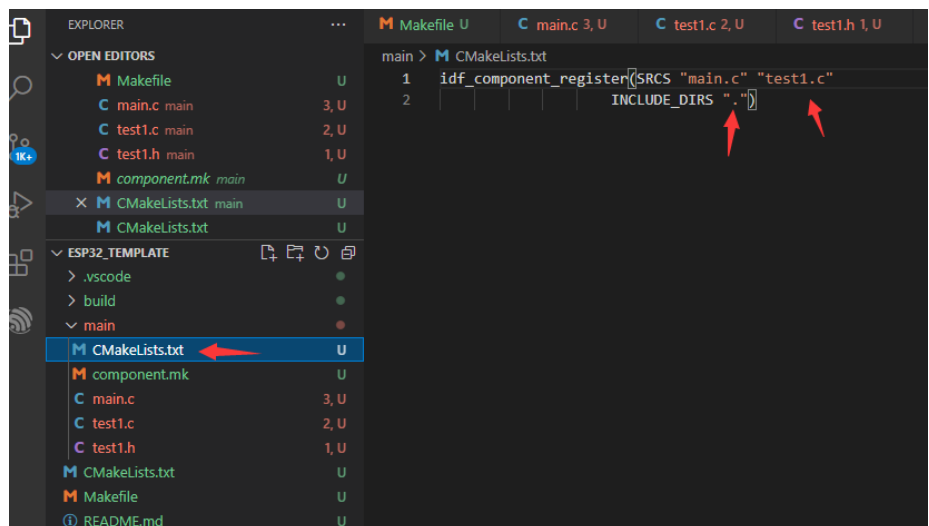 EXPLORER ...
OPEN EDITORS
Makefile U
C main.c main 3, U
C test1.c main 2, U
C test1.h main 1, U
component.mk main U
CMakeLists.txt main U
CMakeLists.txt U
ESP32_TEMPLATE
.vscode
build
main
CMakeLists.txt U
component.mk U
C main.c 3, U
C test1.c 2, U
C test1.h 1, U
CMakeLists.txt U
Makefile U
README.md U
1K+
Makefile U C main.c 3, U C test1.c 2, U C test1.h 1, U
main > CMakeLists.txt
1 idf_component_register(SRCS "main.c" "test1.c"
2 INCLUDE_DIRS ".")